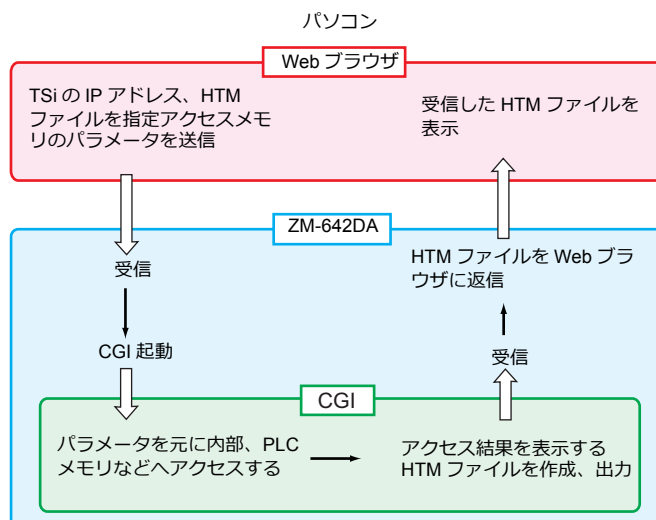 パソコン
Web ブラウザ
TSi の IP アドレス、HTM
ファイルを指定アクセスメモ
リのパラメータを送信
受信した HTM ファイルを
表示
ZM-642DA
受信
HTM ファイルを Web ブラ
ウザに返信
CGI 起動
受信
CGI
パラメータを元に内部、PLC
メモリなどへアクセスする
アクセス結果を表示する
HTM ファイルを作成、出力